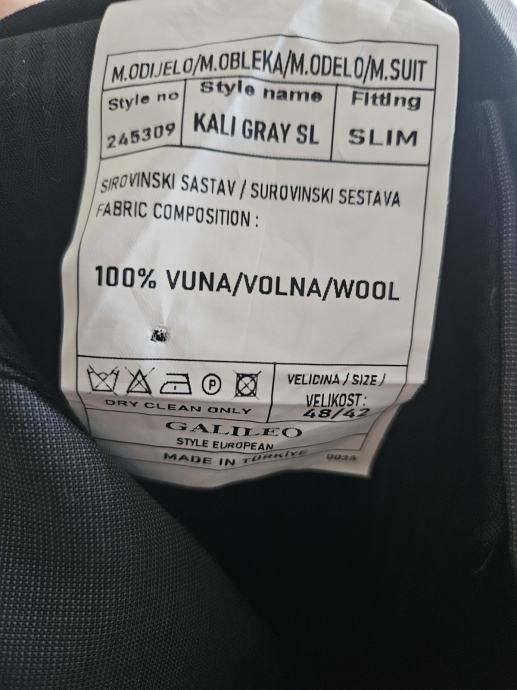 M.ODIJELO/M.OBLEKA/M.ODELO/M.SUIT
Style no Style name Fitting
245309 KALI GRAY SL SLIM
SIROVINSKI SASTAV / SUROVINSKI SESTAVA
FABRIC COMPOSITION :
100% VUNA/VOLNA/WOOL
P
DRY CLEAN ONLY
VELICINA / SIZE /
VELIKOST :
48/42
GALILEO
STYLE EUROPEAN
MADE IN TÜRKİYE 0035